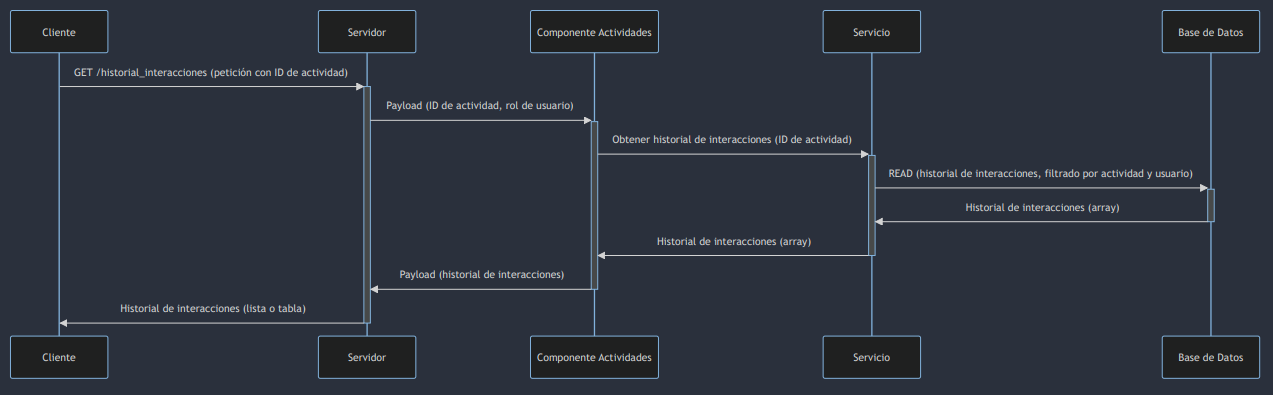 Cliente
Servidor
Componente Actividades
Servicio
Base de Datos
GET /historial_interacciones (petición con ID de actividad)
Payload (ID de actividad, rol de usuario)
Obtener historial de interacciones (ID de actividad)
READ (historial de interacciones, filtrado por actividad y usuario)
Historial de interacciones (array)
Historial de interacciones (array)
Payload (historial de interacciones)
Historial de interacciones (lista o tabla)
Cliente
Servidor
Componente Actividades
Servicio
Base de Datos